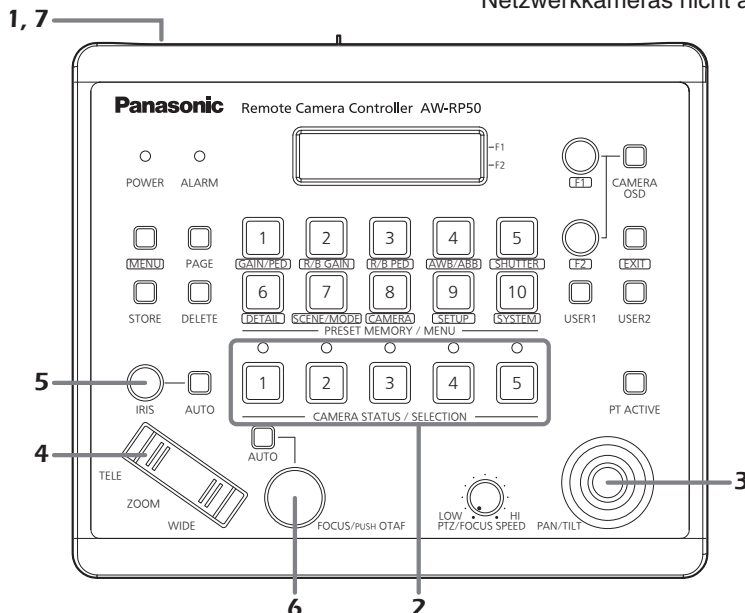 Netzwerkkameras nicht a
1, 7
Panasonic Remote Camera Controller AW-RP50
F1
F2
POWER ALARM
F1 CAMERA OSD
1 2 3 4 5
MENU PAGE GAIN/PED R/B GAIN R/B PED AWB/ABB SHUTTER F2 EXIT
6 7 8 9 10
STORE DELETE DETAIL SCENE/MODE CAMERA SETUP SYSTEM USER1 USER2
PRESET MEMORY / MENU
5
1 2 3 4 5
IRIS AUTO CAMERA STATUS / SELECTION PT ACTIVE
4
AUTO
TELE
ZOOM
WIDE
3
FOCUS/PUSH OTAF
LOW HI
PTZ/FOCUS SPEED
PAN/TILT
6 2